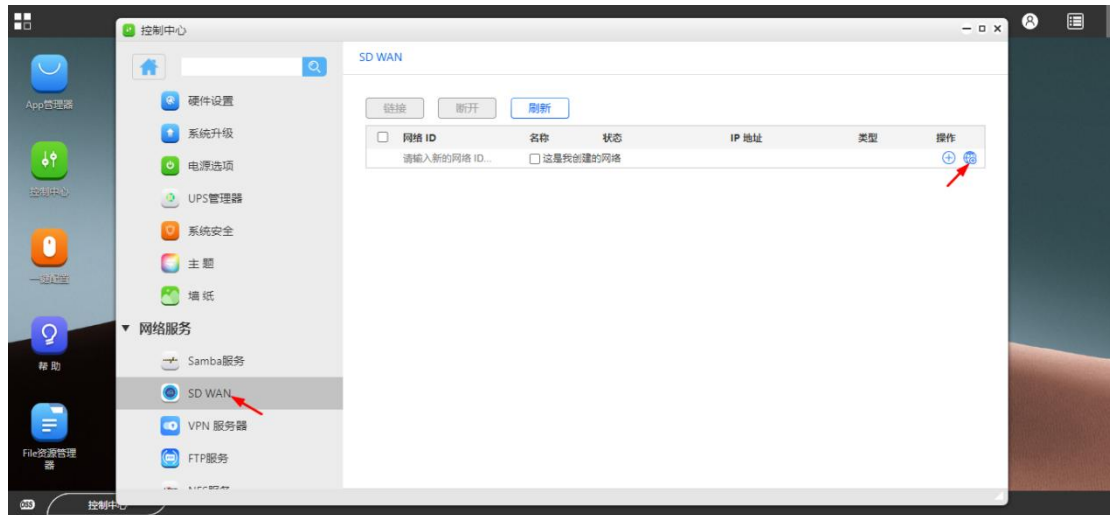 控制中心
SD WAN
App管理器
控制中心
一键配置
帮 助
File资源管理器
硬件设置
系统升级
电源选项
UPS管理器
系统安全
主 题
墙 纸
网络服务
Samba服务
SD WAN
VPN 服务器
FTP服务
链接 断开 刷新
网络 ID 名称 状态 IP 地址 类型 操作
请输入新的网络 ID... 这是我创建的网络
控制中心